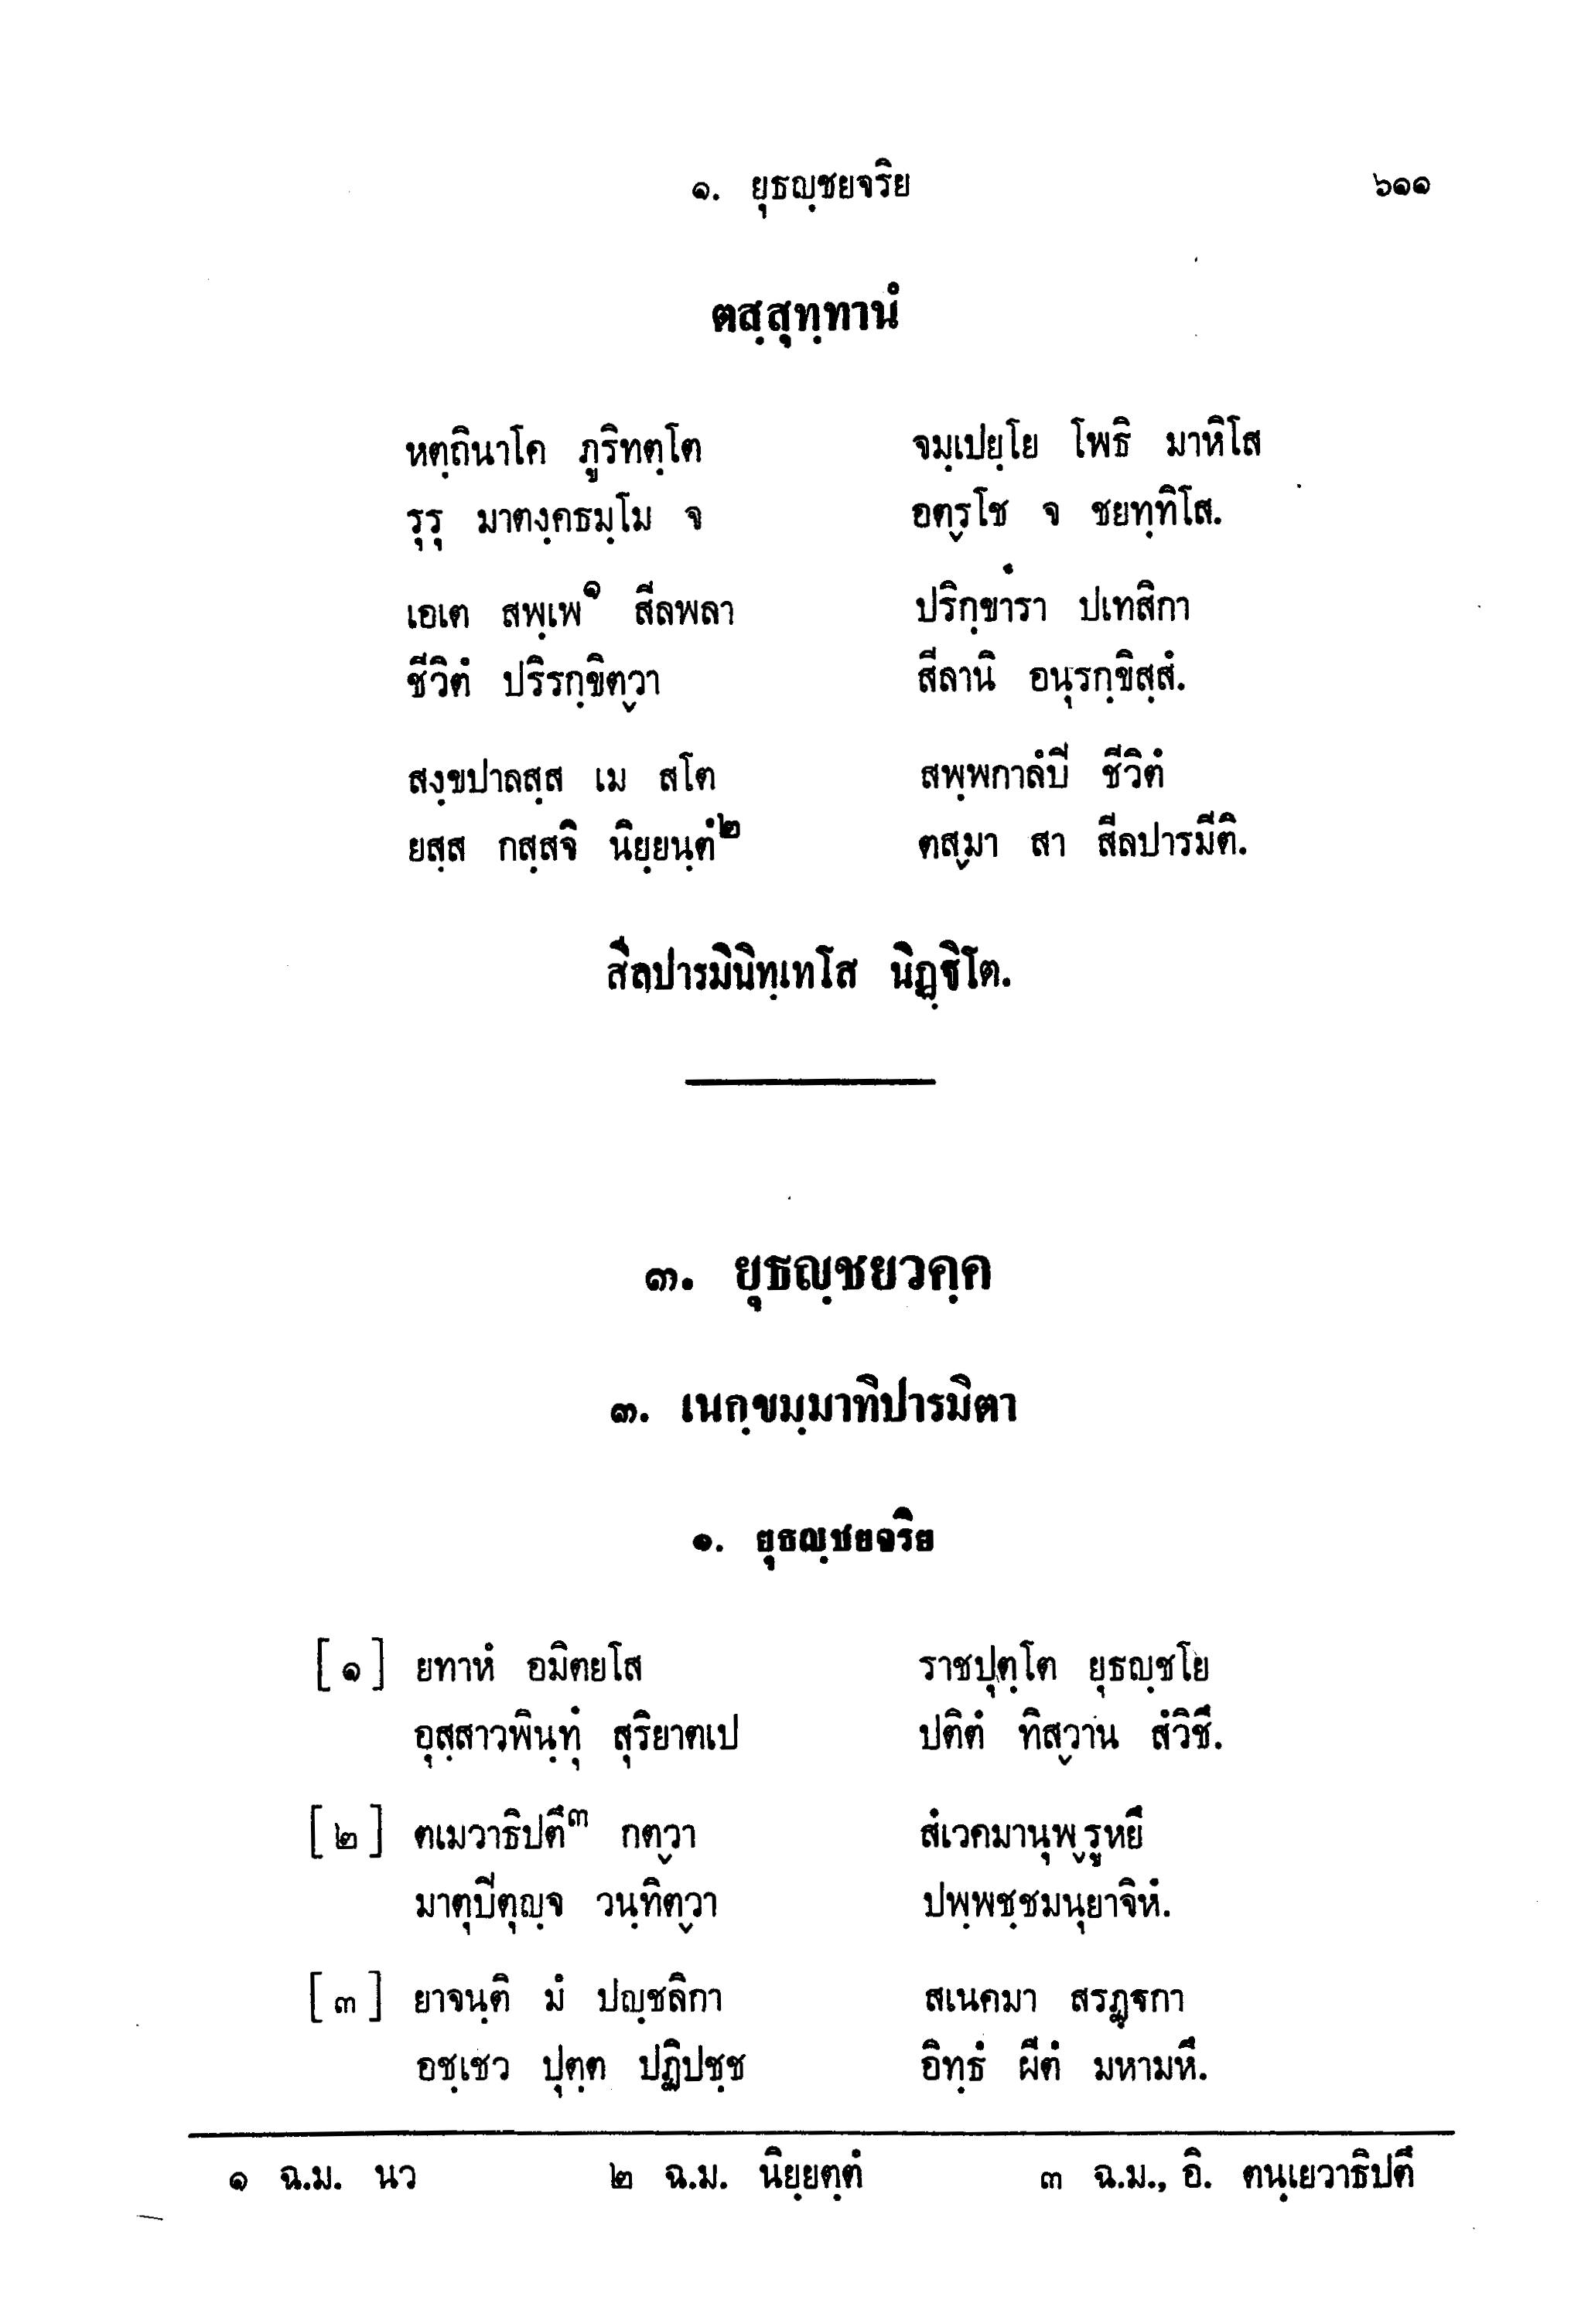 ๑. ยุธญฺชยจริย ๖๑๑
ตสฺสุทฺทานํ
หตฺถินาโค ภูริทตฺโต จมฺเปยฺโย โพธิ มาหิโส
รุรุ มาตงฺคธมฺโม จ อตฺรูโช จ ชยทฺทิโส.
เอเต สพฺเพ๑ สีลพลา ปริกฺขารา ปเทสิกา
ชีวิตํ ปริรกฺขิตฺวา สีลานิ อนุรกฺขิสฺสํ.
สงฺขปาลสฺส เม สโต สพฺพกาลํปิ ชีวิตํ
ยสฺส กสฺสจิ นิยฺยนฺตํ๒ ตสฺมา สา สีลปารมีติ.
สีลปารมินิทฺเทโส นิฏฺฐิโต.
๓. ยุธญฺชยวคฺค
๓. เนกฺขมฺมาทิปารมิตา
๑. ยุธญฺชยจริย
[๑] ยทาหํ อมิตยโส ราชปุตฺโต ยุธญฺชโย
อุสฺสาวพินฺทุํ สุริยาตเป ปติตํ ทิสฺวาน สํวิชึ.
[๒] ตเมวาธิปตึ๓ กตฺวา สํเวคมานุพฺรูหยึ
มาตุปีตุญฺจ วนฺทิตฺวา ปพฺพชฺชมนุยาจิหํ.
[๓] ยาจนฺติ มํ ปญฺชลิกา สเนคมา สรฏฺฐกา
อชฺเชว ปุตฺต ปฏิปชฺช อิทฺธํ ผีตํ มหามหึ.
๑ ฉ.ม. นว ๒ ฉ.ม. นิยฺยตฺตํ ๓ ฉ.ม., อิ. ตนฺเยวาธิปตึ